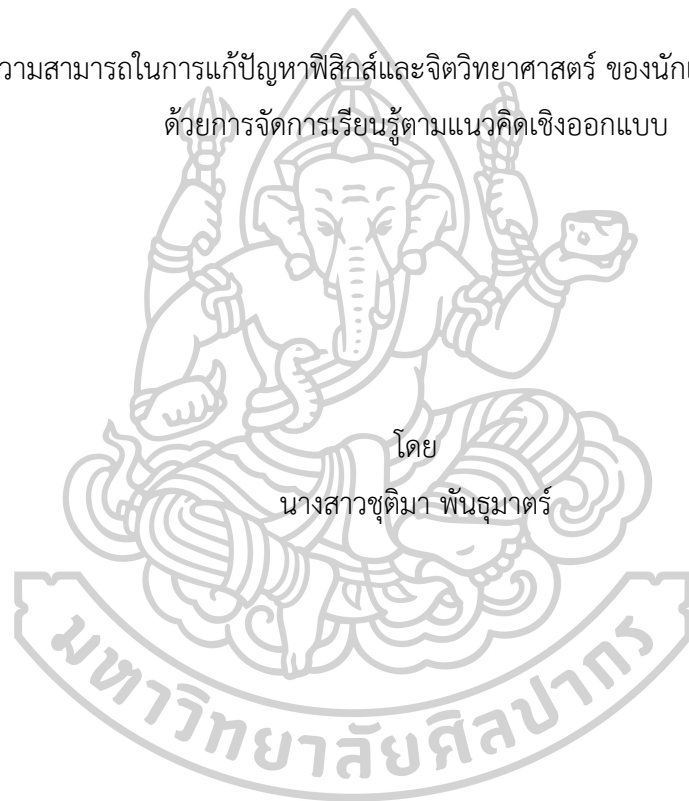 วามสามารถในการแก้ปัญหาฟิสิกส์และจิตวิทยาศาสตร์ ของนัก
ด้วยการจัดการเรียนรู้ตามแนวคิดเชิงออกแบบ
โดย
นางสาวชุติมา พันธุมาตร์
มหาวิทยาลัยศิลปากร